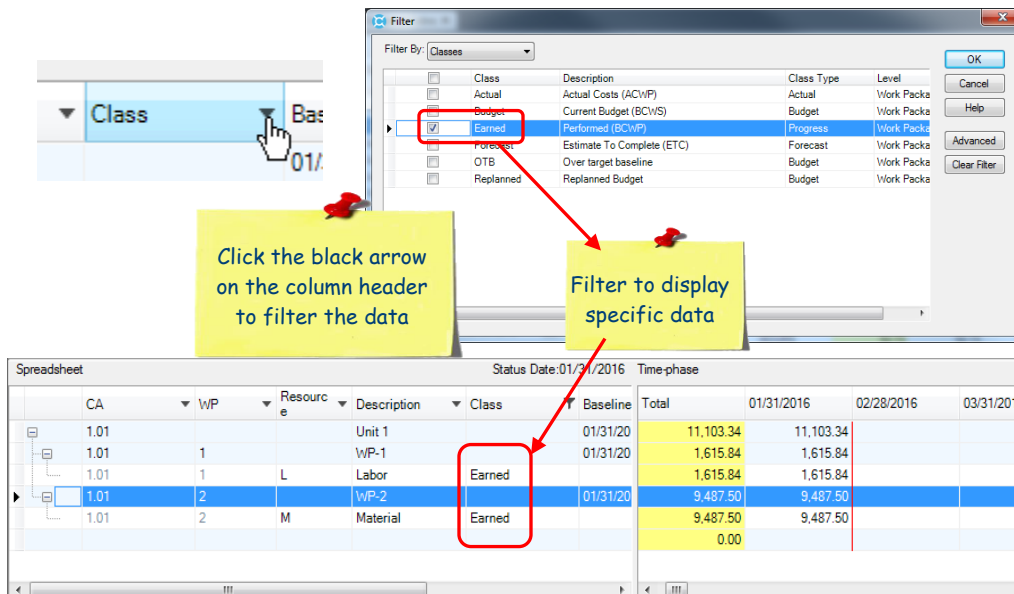 Filter
Filter By: Classes
OK
Cancel
Help
Advanced
Clear Filter
Class Description Class Type Level
Actual Actual Costs (ACWP) Actual Work Packa
Budget Current Budget (BCWS) Budget Work Packa
Earned Performed (BCWP) Progress Work Packa
Forecast Estimate To Complete (ETC) Forecast Work Packa
OTB Over target baseline Budget Work Packa
Replanned Replanned Budget Budget Work Packa
Class Bas
01/
Click the black arrow
on the column header
to filter the data
Filter to display
specific data
Spreadsheet Status Date:01/31/2016 Time-phase
CA WP Resourc
e Description Class Baseline Total 01/31/2016 02/28/2016 03/31/201
1.01 Unit 1 01/31/20 11,103.34 11,103.34
1.01 1 WP-1 01/31/20 1,615.84 1,615.84
1.01 1 L Labor Earned 1,615.84 1,615.84
1.01 2 WP-2 01/31/20 9,487.50 9,487.50
1.01 2 M Material Earned 9,487.50 9,487.50
0.00